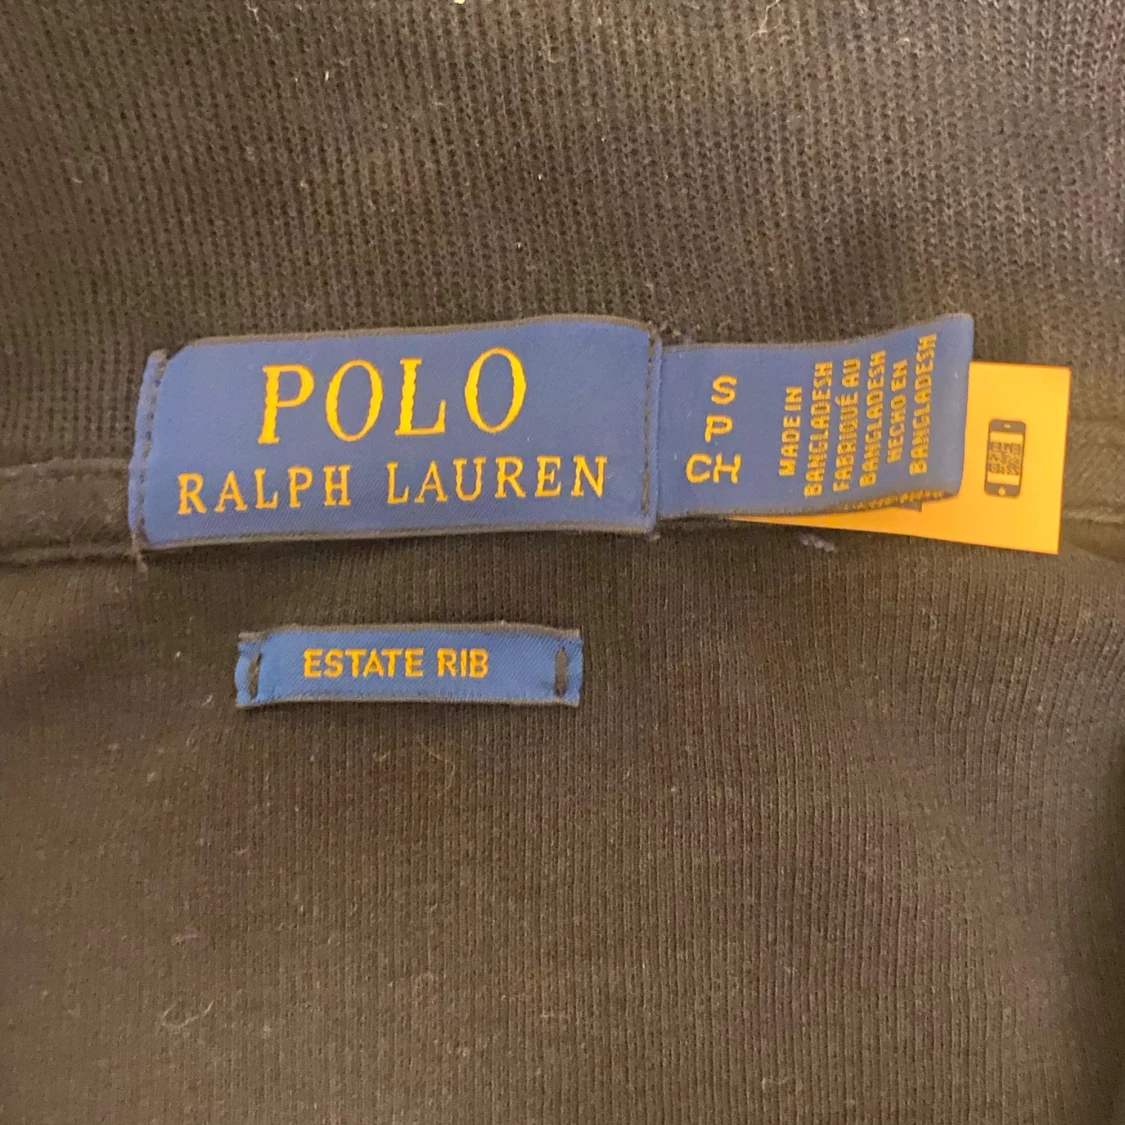 POLO
RALPH LAUREN
S
P
CH
MADE IN
BANGLADESH
FABRIQUÉ AU
BANGLADESH
HECHO EN
BANGLADESH
ESTATE RIB